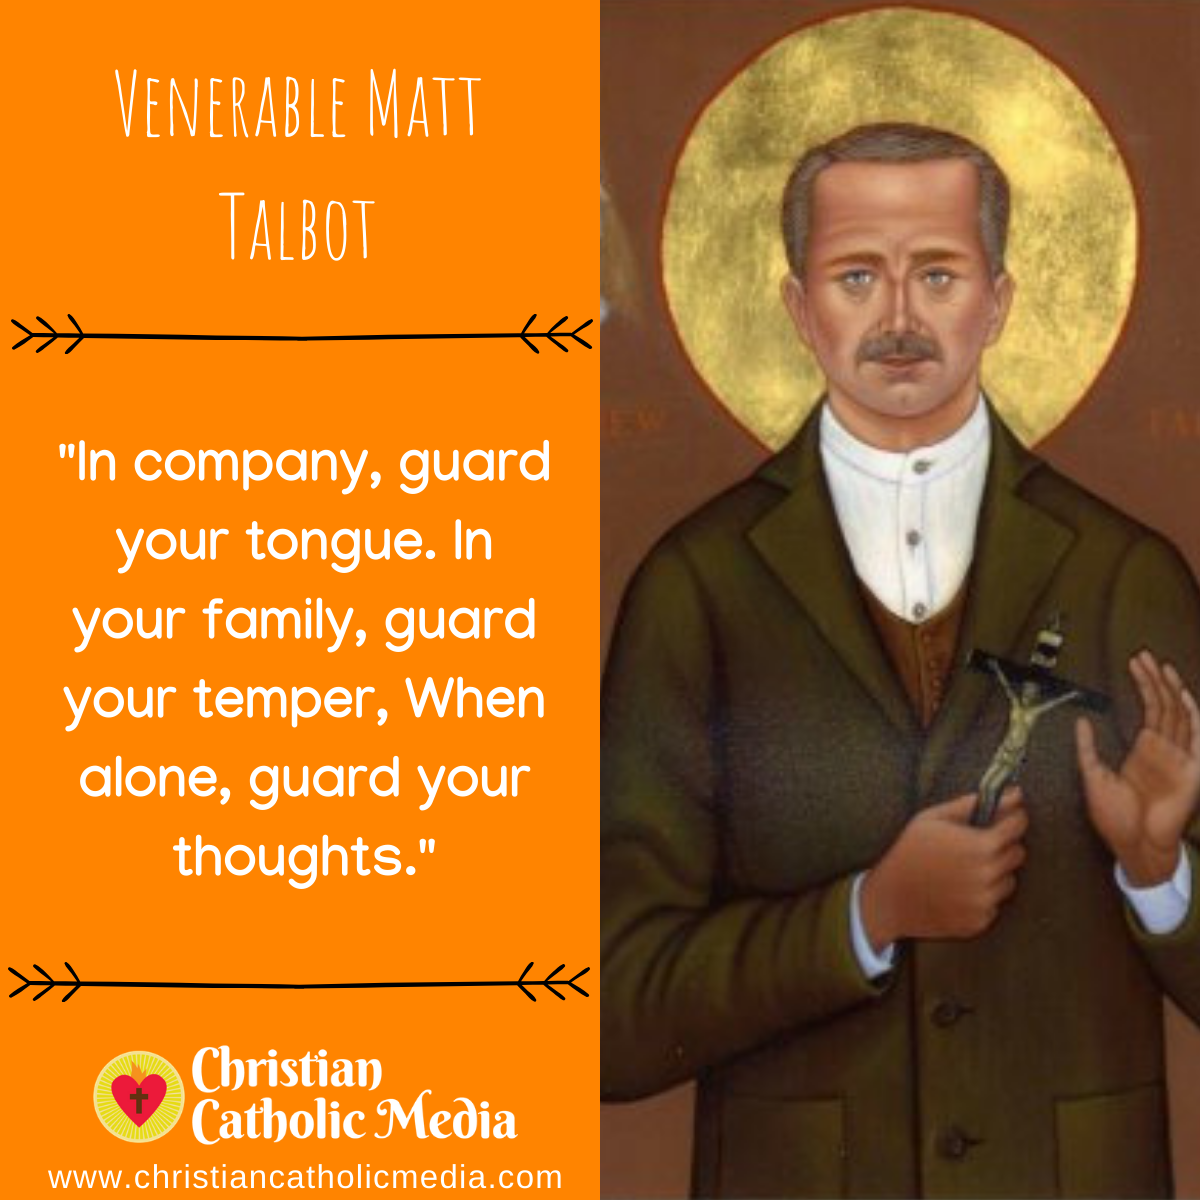 Venerable Matt
Talbot
"In company, guard
your tongue. In
your family, guard
your temper, When
alone, guard your
thoughts."
Christian
Catholic Media
www.christiancatholicmedia.com